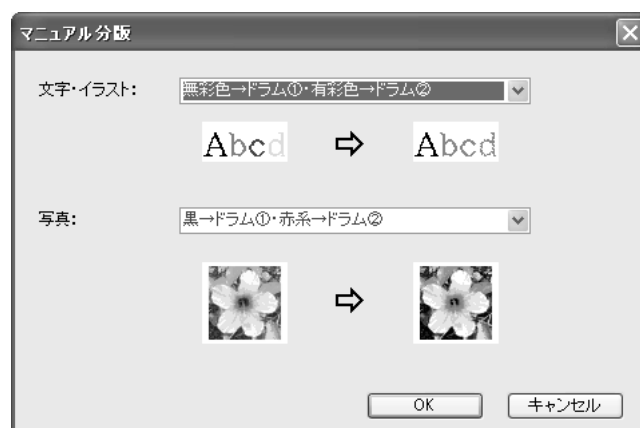 マニュアル分版
文字・イラスト: 無彩色→ドラム①・有彩色→ドラム②
Abcd ⇨ Abcd
写真: 黒→ドラム①・赤系→ドラム②
⇨
OK キャンセル